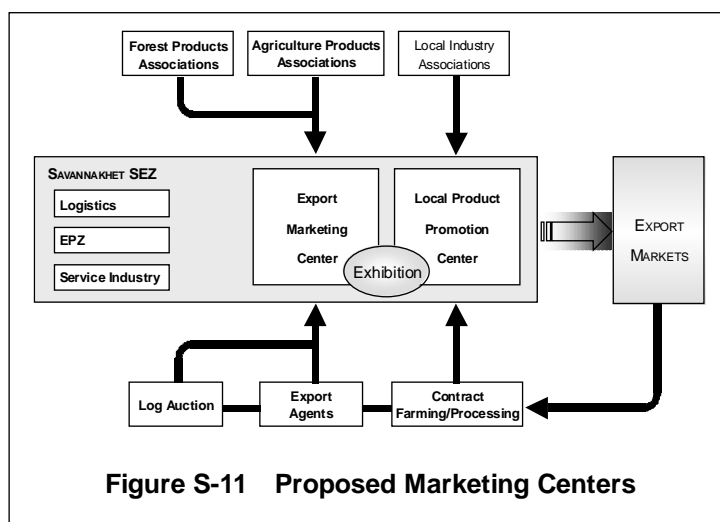 Forest Products
Associations
Agriculture Products
Associations
Local Industry
Associations
SAVANNAKHET SEZ
Logistics
EPZ
Service Industry
Export
Marketing
Center
Local Product
Promotion
Center
Exhibition
EXPORT
MARKETS
Log Auction
Export
Agents
Contract
Farming/Processing
Figure S-11 Proposed Marketing Centers